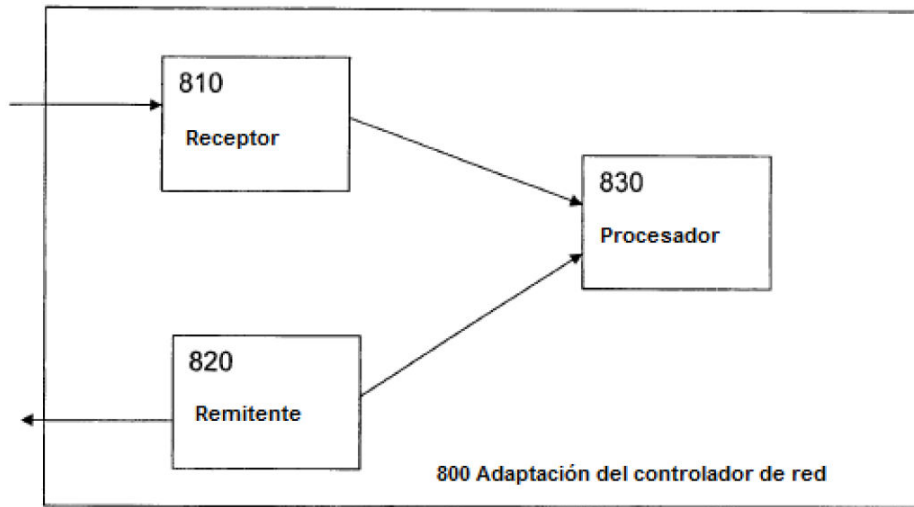 810
Receptor
830
Procesador
820
Remitente
800 Adaptación del controlador de red